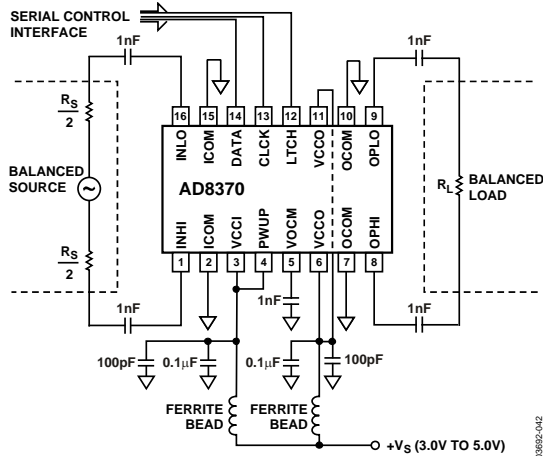 SERIAL CONTROL
INTERFACE
1nF
1nF
16 15 14 13 12 11 10 9
INLO ICOM DATA CLCK LTCH VCCO OCOM OPLO
RS
2
BALANCED
SOURCE
RS
2
AD8370
RL
BALANCED
LOAD
INHI ICOM VCCI PWUP VOCM VCCO OCOM OPHI
1 2 3 4 5 6 7 8
1nF
1nF
1nF
100pF
0.1μF
0.1μF
100pF
FERRITE
BEAD
FERRITE
BEAD
+VS (3.0V TO 5.0V)
03692-042